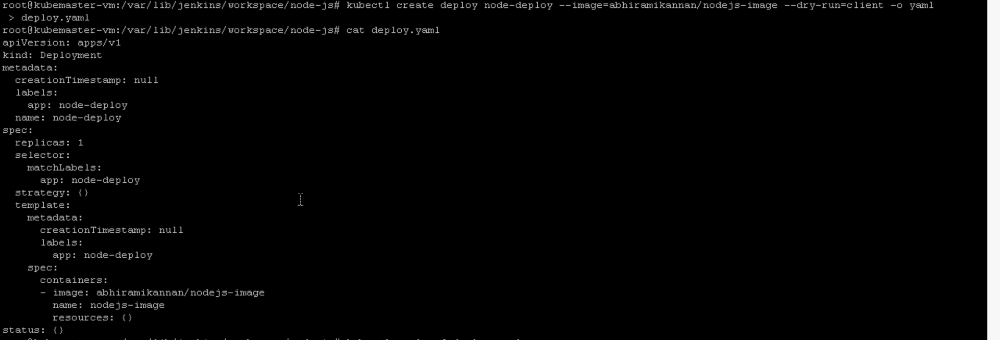 root@kubemaster-vm:/var/lib/jenkins/workspace/node-js# kubectl create deploy node-deploy --image=abhiramikannan/nodejs-image --dry-run=client -o yaml
 > deploy.yaml
root@kubemaster-vm:/var/lib/jenkins/workspace/node-js# cat deploy.yaml
apiVersion: apps/v1
kind: Deployment
metadata:
  creationTimestamp: null
  labels:
    app: node-deploy
  name: node-deploy
spec:
  replicas: 1
  selector:
    matchLabels:
      app: node-deploy
  strategy: {}
  template:
    metadata:
      creationTimestamp: null
      labels:
        app: node-deploy
    spec:
      containers:
      - image: abhiramikannan/nodejs-image
        name: nodejs-image
        resources: {}
status: {}